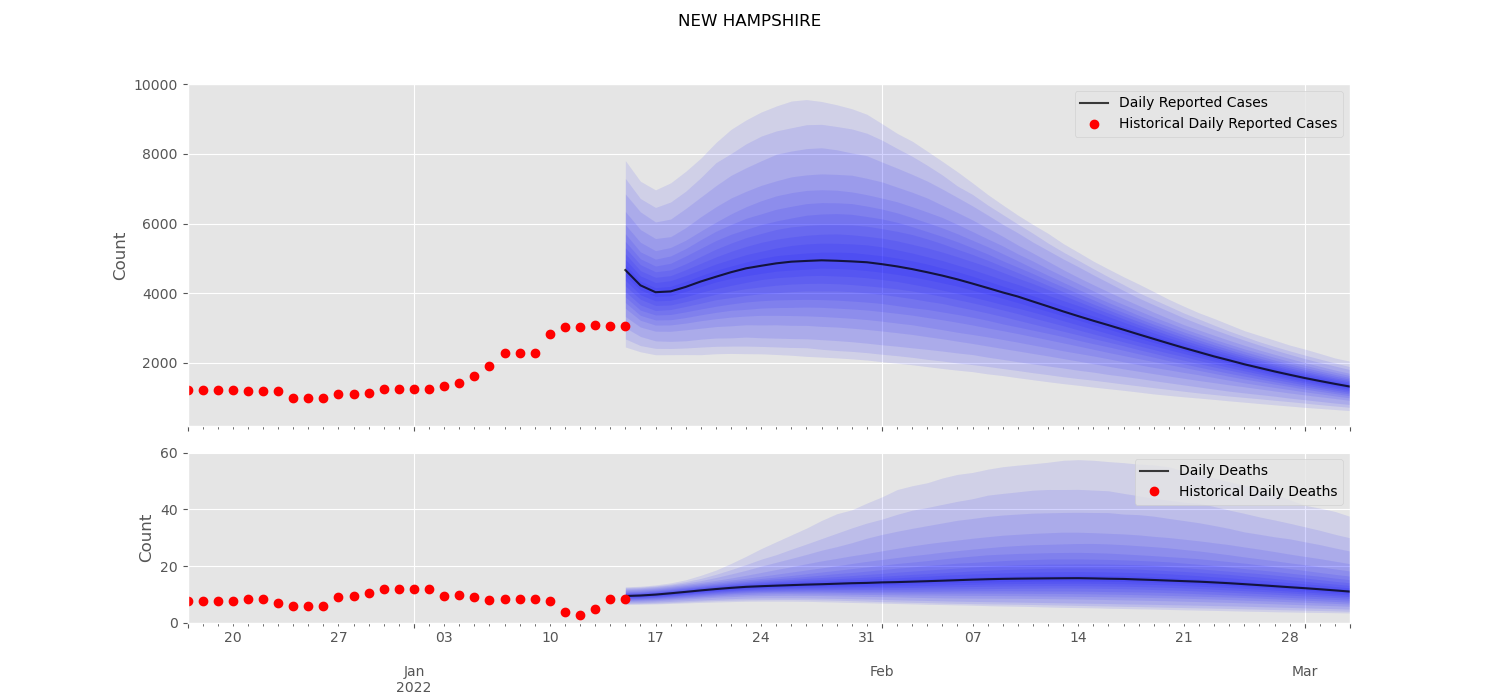 NEW HAMPSHIRE
10000
8000
6000
4000
2000
Count
Daily Reported Cases
Historical Daily Reported Cases
60
40
20
0
Count
Daily Deaths
Historical Daily Deaths
20 27 03 10 17 24 31 07 14 21 28
Jan Feb Mar
2022